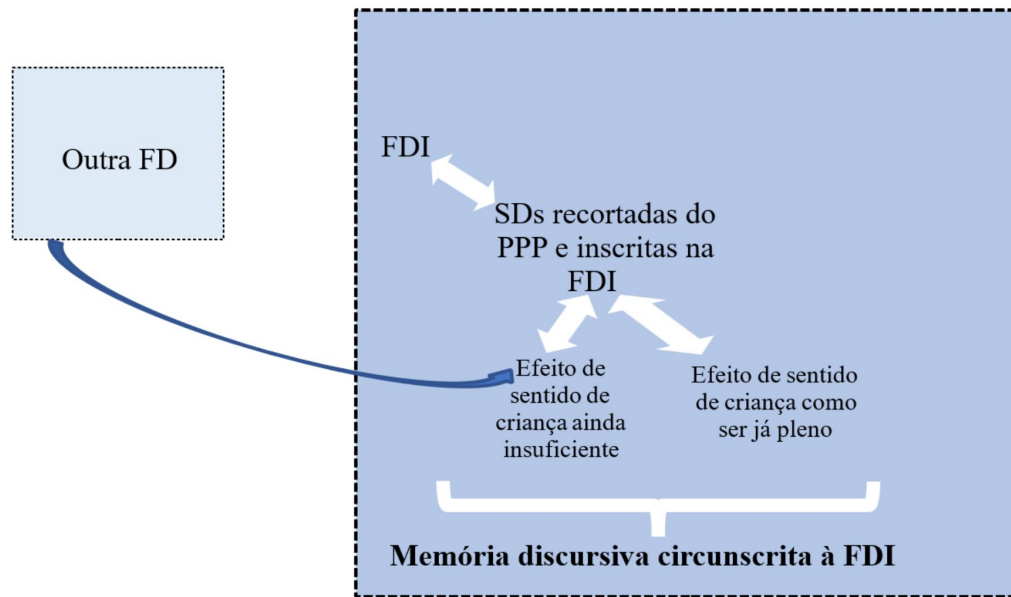 Outra FD
FDI
SDs recortadas do
PPP e inscritas na
FDI
Efeito de
sentido de
criança ainda
insuficiente
Efeito de sentido
de criança como
ser já pleno
Memória discursiva circunscrita à FDI